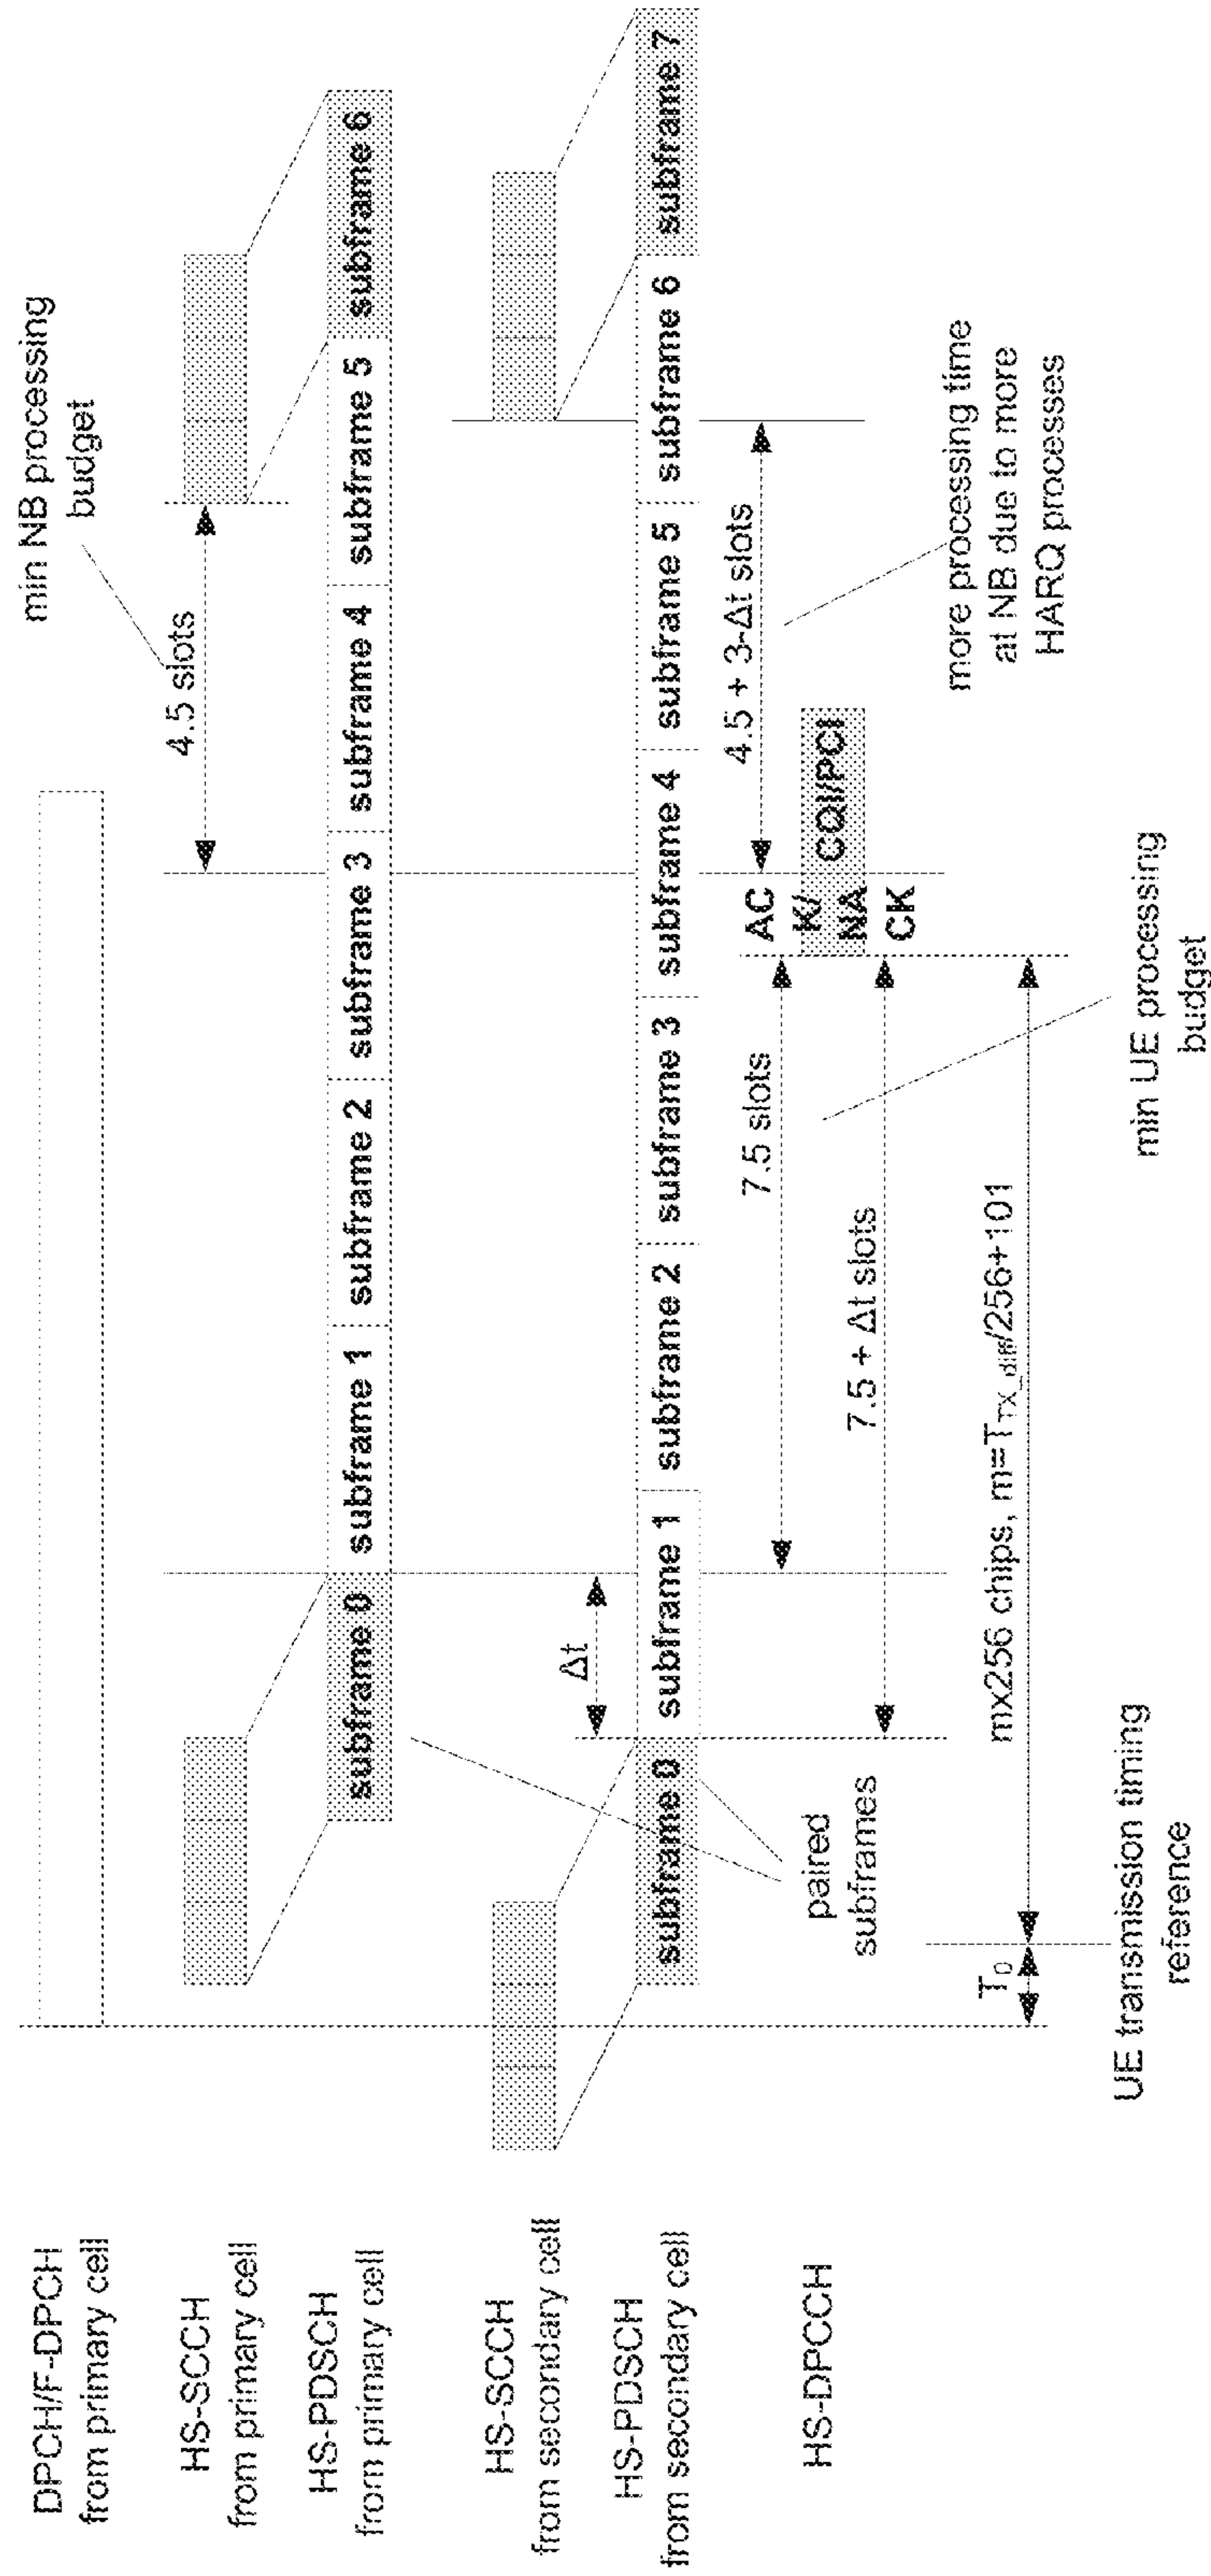 DPCH/F-DPCH
from primary cell
HS-SCCH
from primary cell
HS-PDSCH
from primary cell
HS-SCCH
from secondary cell
HS-PDSCH
from secondary cell
HS-DPCCH
min NB processing
budget
4.5 slots
subframe 0
subframe 1
subframe 2
subframe 3
subframe 4
subframe 5
subframe 6
Δt
subframe 0
subframe 1
subframe 2
subframe 3
subframe 4
subframe 5
subframe 6
subframe 7
paired
subframes
7.5 slots
4.5 + 3-Δt slots
7.5 + Δt slots
AC
K/
NA
CK
CQI/PCI
more processing time
at NB due to more
HARQ processes
T0
mx256 chips, m=TTX_diff/256+101
UE transmission timing
reference
min UE processing
budget